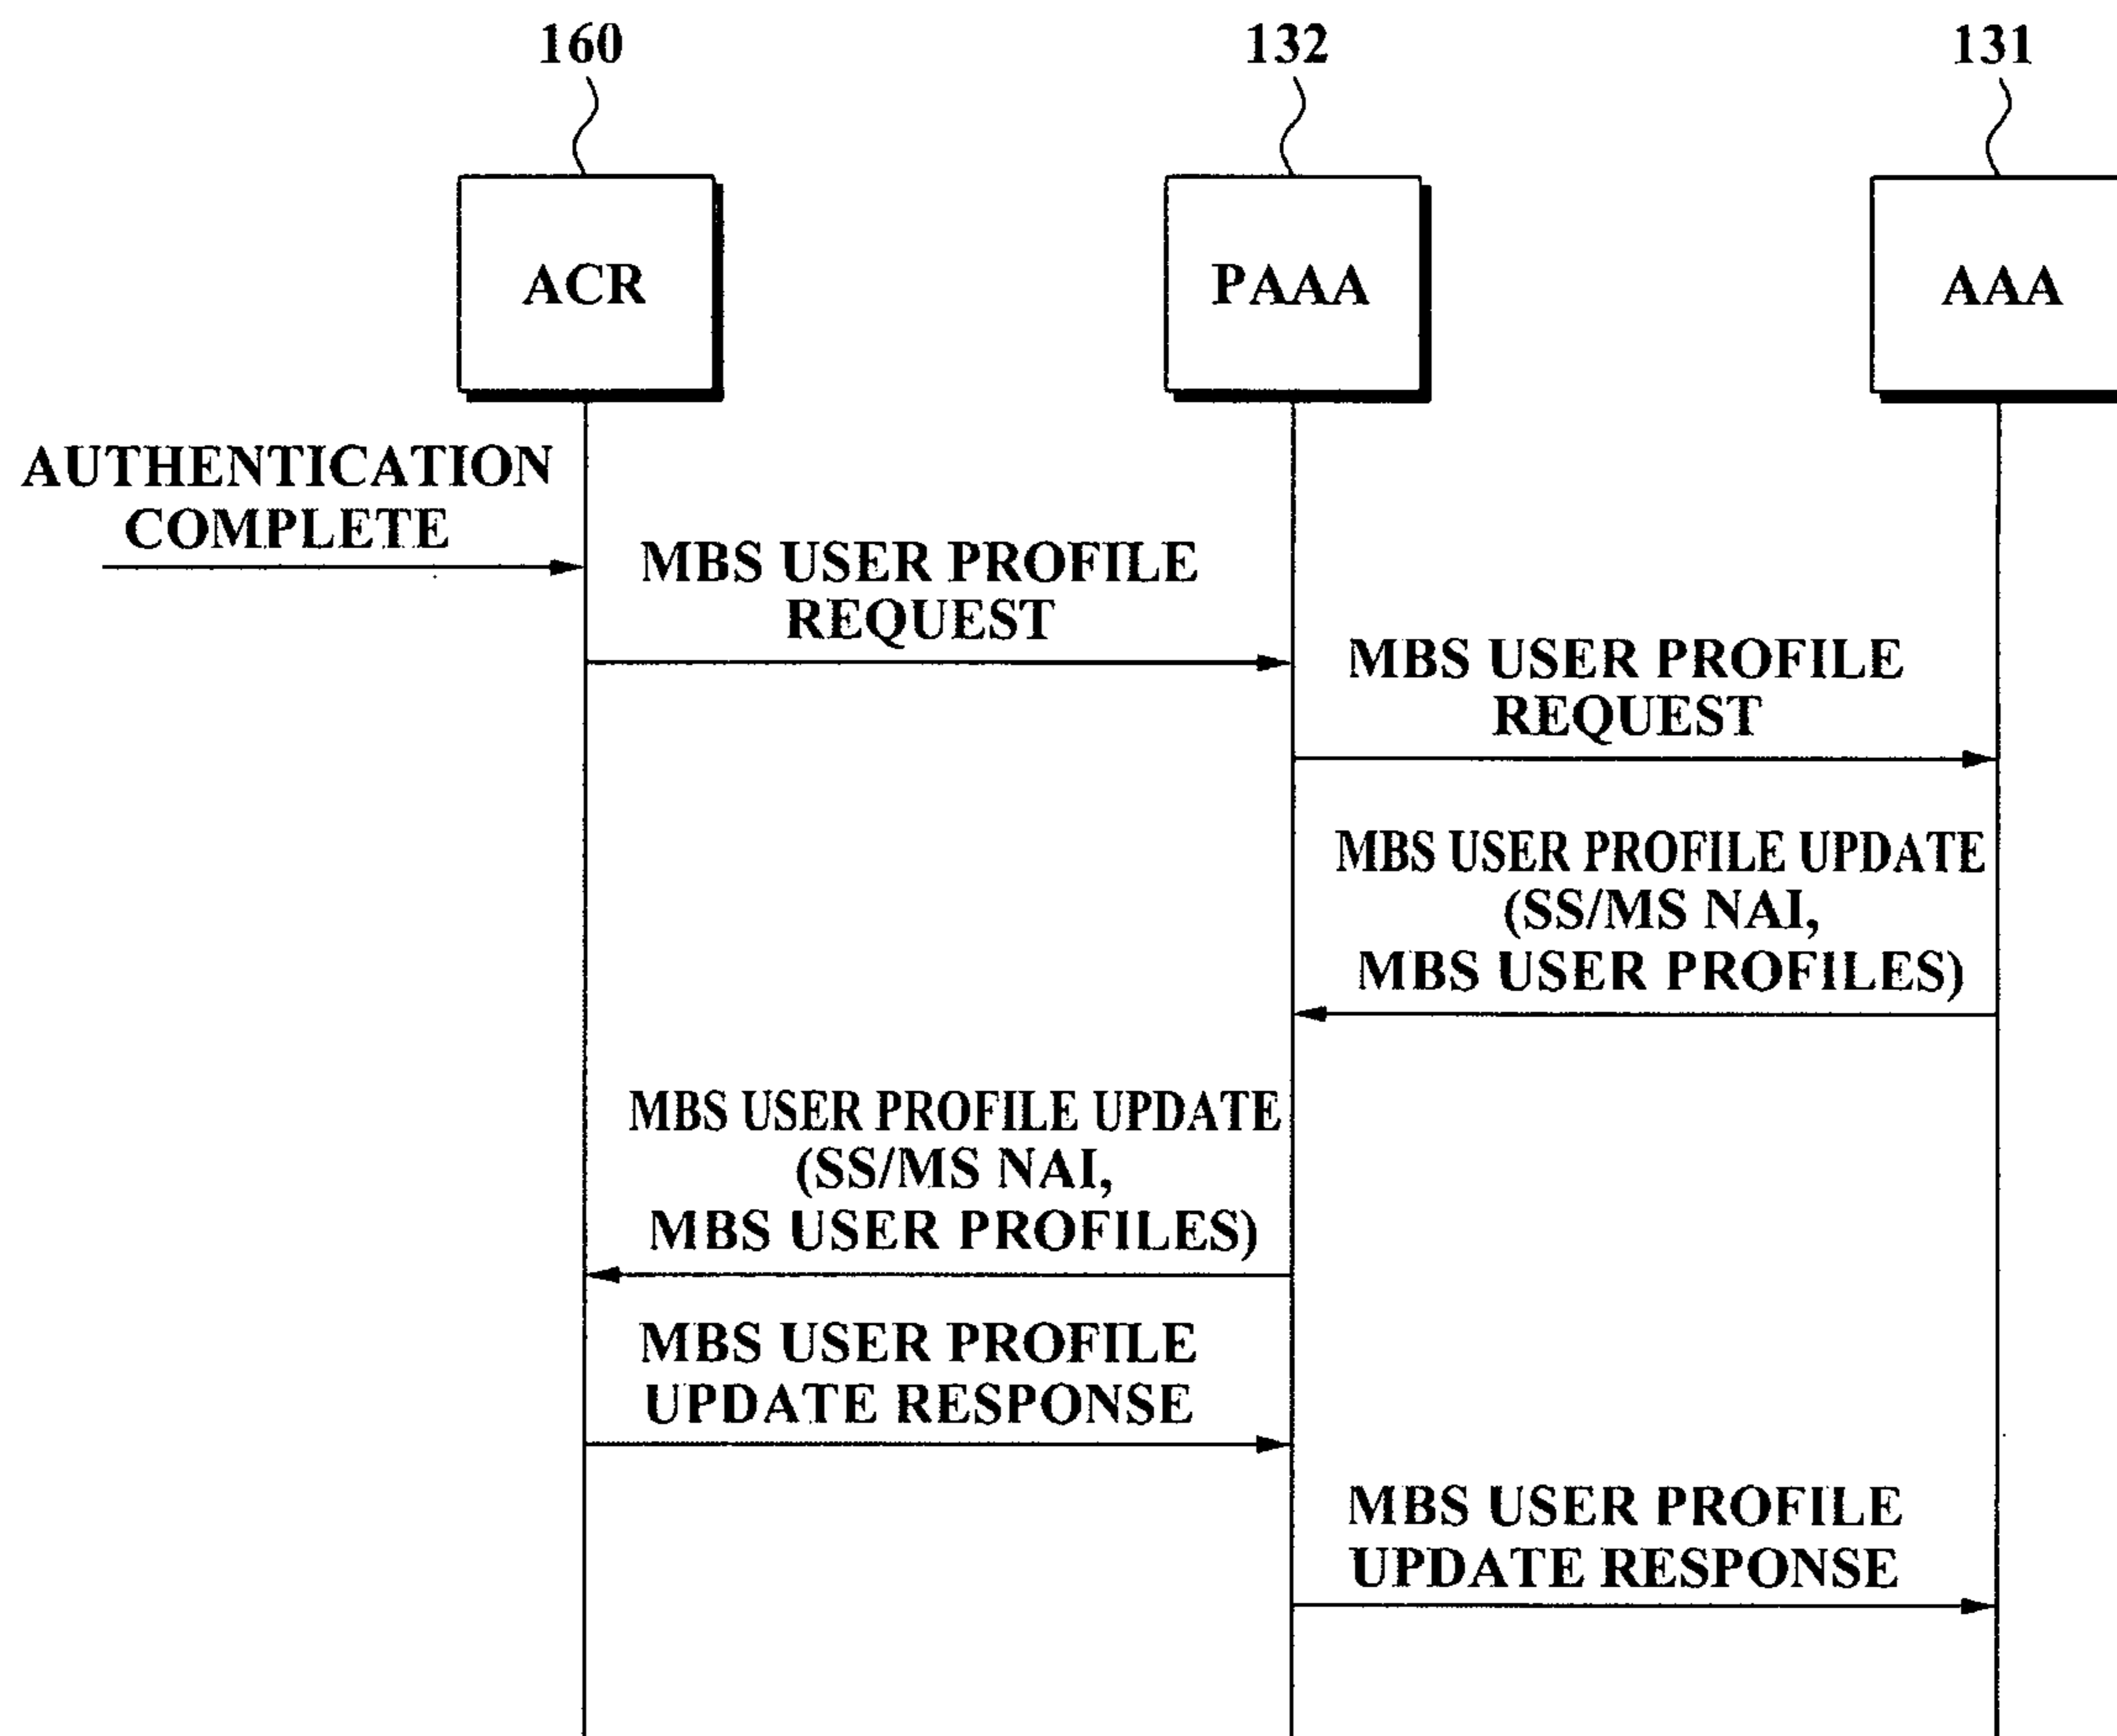 160
132
131
ACR
PAAA
AAA
AUTHENTICATION
COMPLETE
MBS USER PROFILE
REQUEST
MBS USER PROFILE
REQUEST
MBS USER PROFILE UPDATE
(SS/MS NAI,
MBS USER PROFILES)
MBS USER PROFILE UPDATE
(SS/MS NAI,
MBS USER PROFILES)
MBS USER PROFILE
UPDATE RESPONSE
MBS USER PROFILE
UPDATE RESPONSE